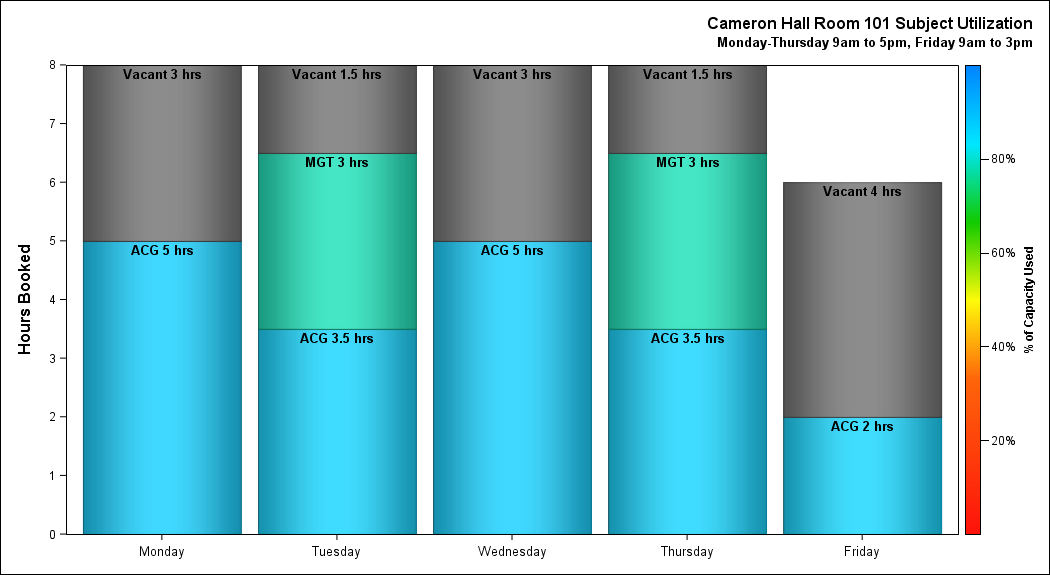 Cameron Hall Room 101 Subject Utilization
Monday-Thursday 9am to 5pm, Friday 9am to 3pm
Hours Booked
8
7
6
5
4
3
2
1
0
Vacant 3 hrs
ACG 5 hrs
Vacant 1.5 hrs
MGT 3 hrs
ACG 3.5 hrs
Vacant 3 hrs
ACG 5 hrs
Vacant 1.5 hrs
MGT 3 hrs
ACG 3.5 hrs
Vacant 4 hrs
ACG 2 hrs
Monday
Tuesday
Wednesday
Thursday
Friday
80%
60%
40%
20%
% of Capacity Used